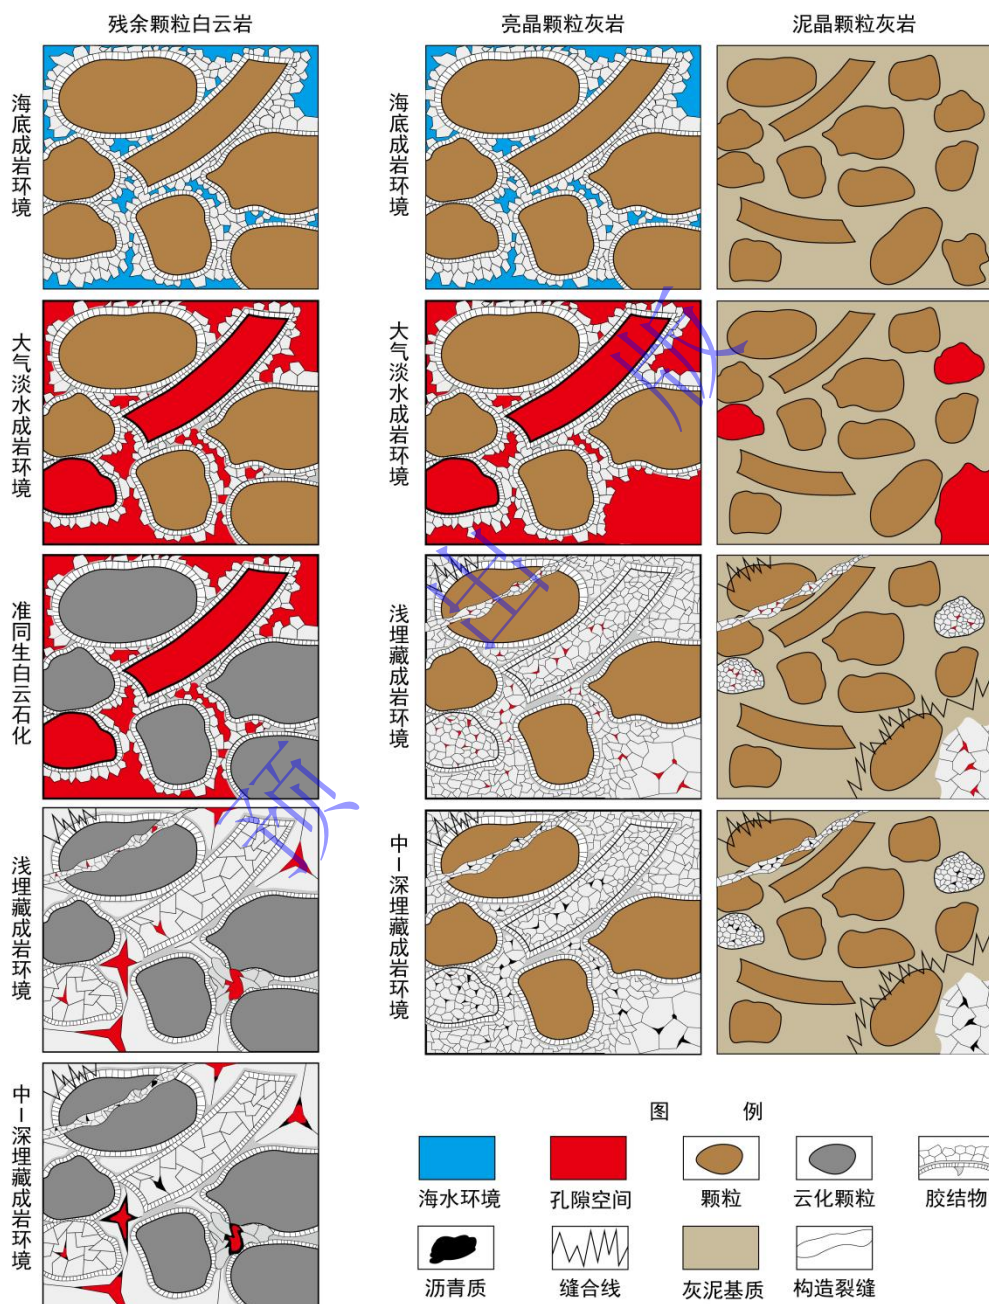 残余颗粒白云岩
亮晶颗粒灰岩
泥晶颗粒灰岩
海底成岩环境
海底成岩环境
大气淡水成岩环境
大气淡水成岩环境
准同生白云石化
浅埋藏成岩环境
浅埋藏成岩环境
中-深埋藏成岩环境
中-深埋藏成岩环境
预出版
图 例
海水环境
孔隙空间
颗粒
云化颗粒
胶结物
沥青质
缝合线
灰泥基质
构造裂缝